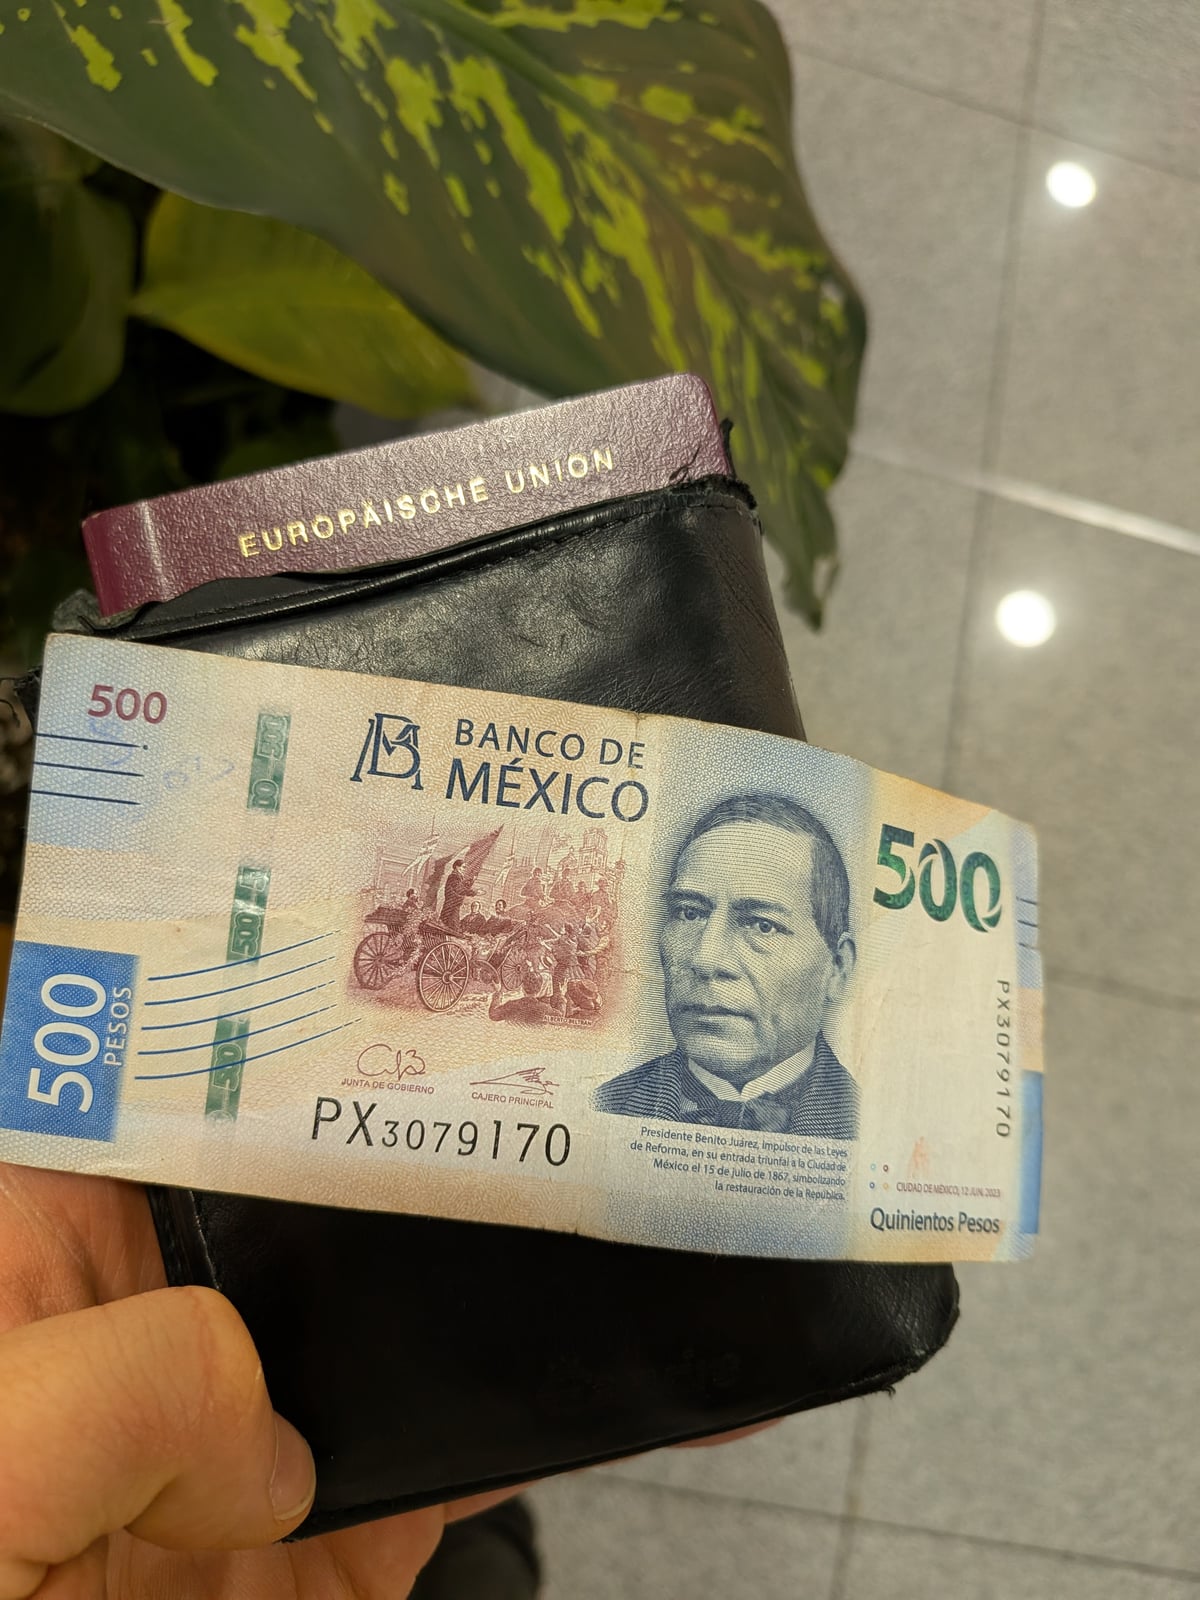 EUROPÄISCHE UNION
500
BANCO DE
MÉXICO
500
500
PESOS
ALBERTO BELTRÁN
JUNTA DE GOBIERNO
CAJERO PRINCIPAL
PX3079170
PX3079170
Presidente Benito Juárez, impulsor de las Leyes
de Reforma, en su entrada triunfal a la Ciudad de
México el 15 de julio de 1867, simbolizando
la restauración de la República.
CIUDAD DE MÉXICO, 12 JUN. 2023
Quinientos Pesos